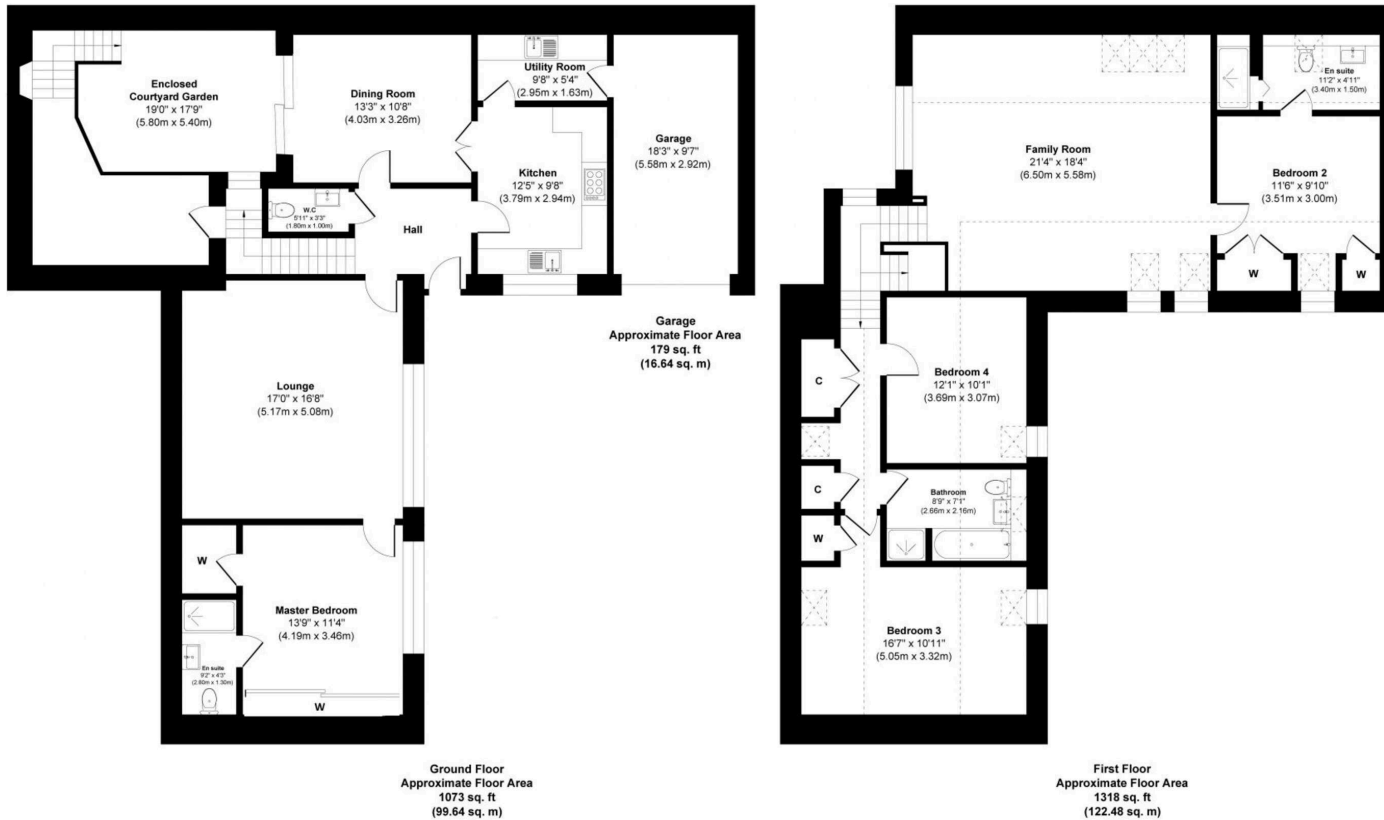 Enclosed
Courtyard Garden
19'0" x 17'9"
(5.80m x 5.40m)
Dining Room
13'3" x 10'8"
(4.03m x 3.26m)
Utility Room
9'8" x 5'4"
(2.95m x 1.63m)
Garage
18'3" x 9'7"
(5.58m x 2.92m)
Kitchen
12'5" x 9'8"
(3.79m x 2.94m)
W.C
5'11" x 3'3"
(1.80m x 1.00m)
Hall
Garage
Approximate Floor Area
179 sq. ft
(16.64 sq. m)
Lounge
17'0" x 16'8"
(5.17m x 5.08m)
W
Master Bedroom
13'9" x 11'4"
(4.19m x 3.46m)
En suite
9'2" x 4'3"
(2.80m x 1.30m)
W
Ground Floor
Approximate Floor Area
1073 sq. ft
(99.64 sq. m)
En suite
11'2" x 4'11"
(3.40m x 1.50m)
Family Room
21'4" x 18'4"
(6.50m x 5.58m)
Bedroom 2
11'6" x 9'10"
(3.51m x 3.00m)
W
W
C
Bedroom 4
12'1" x 10'1"
(3.69m x 3.07m)
C
Bathroom
8'9" x 7'1"
(2.66m x 2.16m)
W
Bedroom 3
16'7" x 10'11"
(5.05m x 3.32m)
First Floor
Approximate Floor Area
1318 sq. ft
(122.48 sq. m)